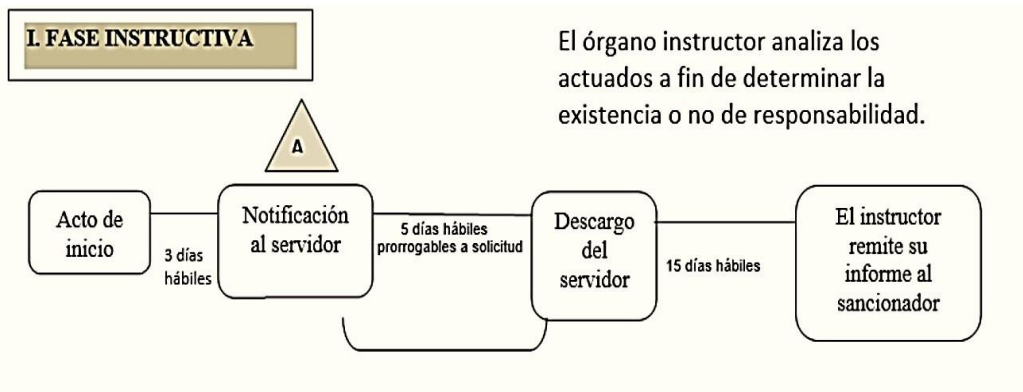 I. FASE INSTRUCTIVA
El órgano instructor analiza los
actuados a fin de determinar la
existencia o no de responsabilidad.
A
Acto de
inicio
3 días
hábiles
Notificación
al servidor
5 días hábiles
prorrogables a solicitud
Descargo
del
servidor
15 días hábiles
El instructor
remite su
informe al
sancionador